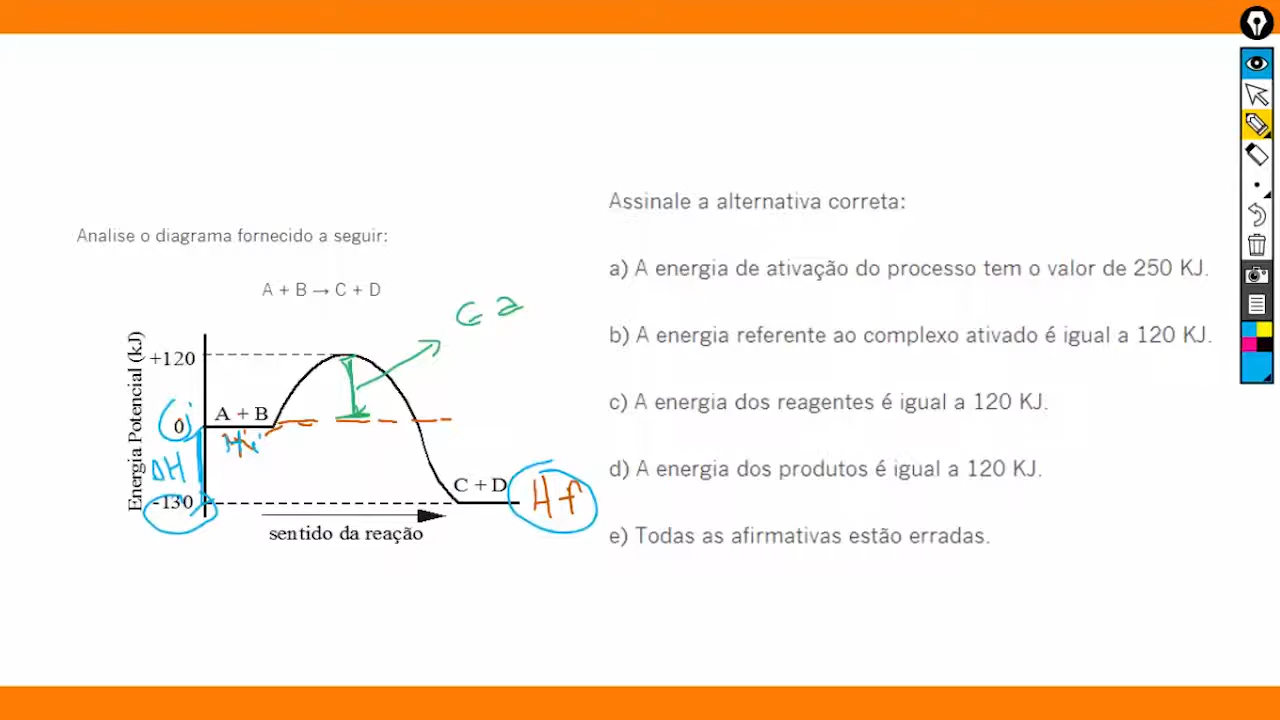 Assinale a alternativa correta:
Analise o diagrama fornecido a seguir:
a) A energia de ativação do processo tem o valor de 250 KJ.
A + B → C + D
b) A energia referente ao complexo ativado é igual a 120 KJ.
c) A energia dos reagentes é igual a 120 KJ.
d) A energia dos produtos é igual a 120 KJ.
e) Todas as afirmativas estão erradas.
Energia Potencial (kJ)
+120
A + B
0
ΔH
-130
C + D
Hf
sentido da reação